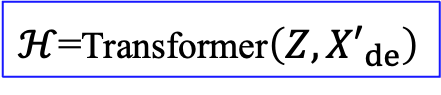 ℋ=Transformer(Z, X′de)